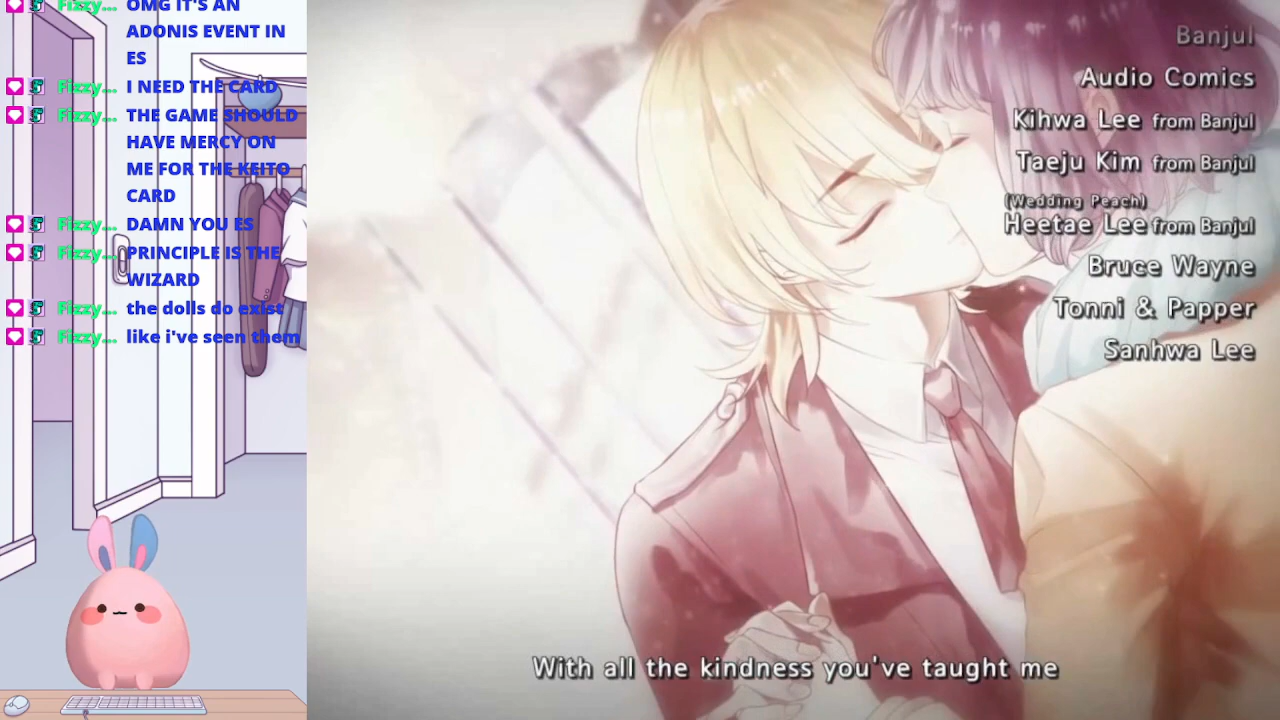 Fizzy... OMG IT'S AN
ADONIS EVENT IN
ES
Fizzy... I NEED THE CARD
Fizzy... THE GAME SHOULD
HAVE MERCY ON
ME FOR THE KEITO
CARD
Fizzy... DAMN YOU ES
Fizzy... PRINCIPLE IS THE
WIZARD
Fizzy... the dolls do exist
Fizzy... like i've seen them
Banjul
Audio Comics
Kihwa Lee from Banjul
Taeju Kim from Banjul
(Wedding Peach)
Heetae Lee from Banjul
Bruce Wayne
Tonni & Papper
Sanhwa Lee
With all the kindness you've taught me